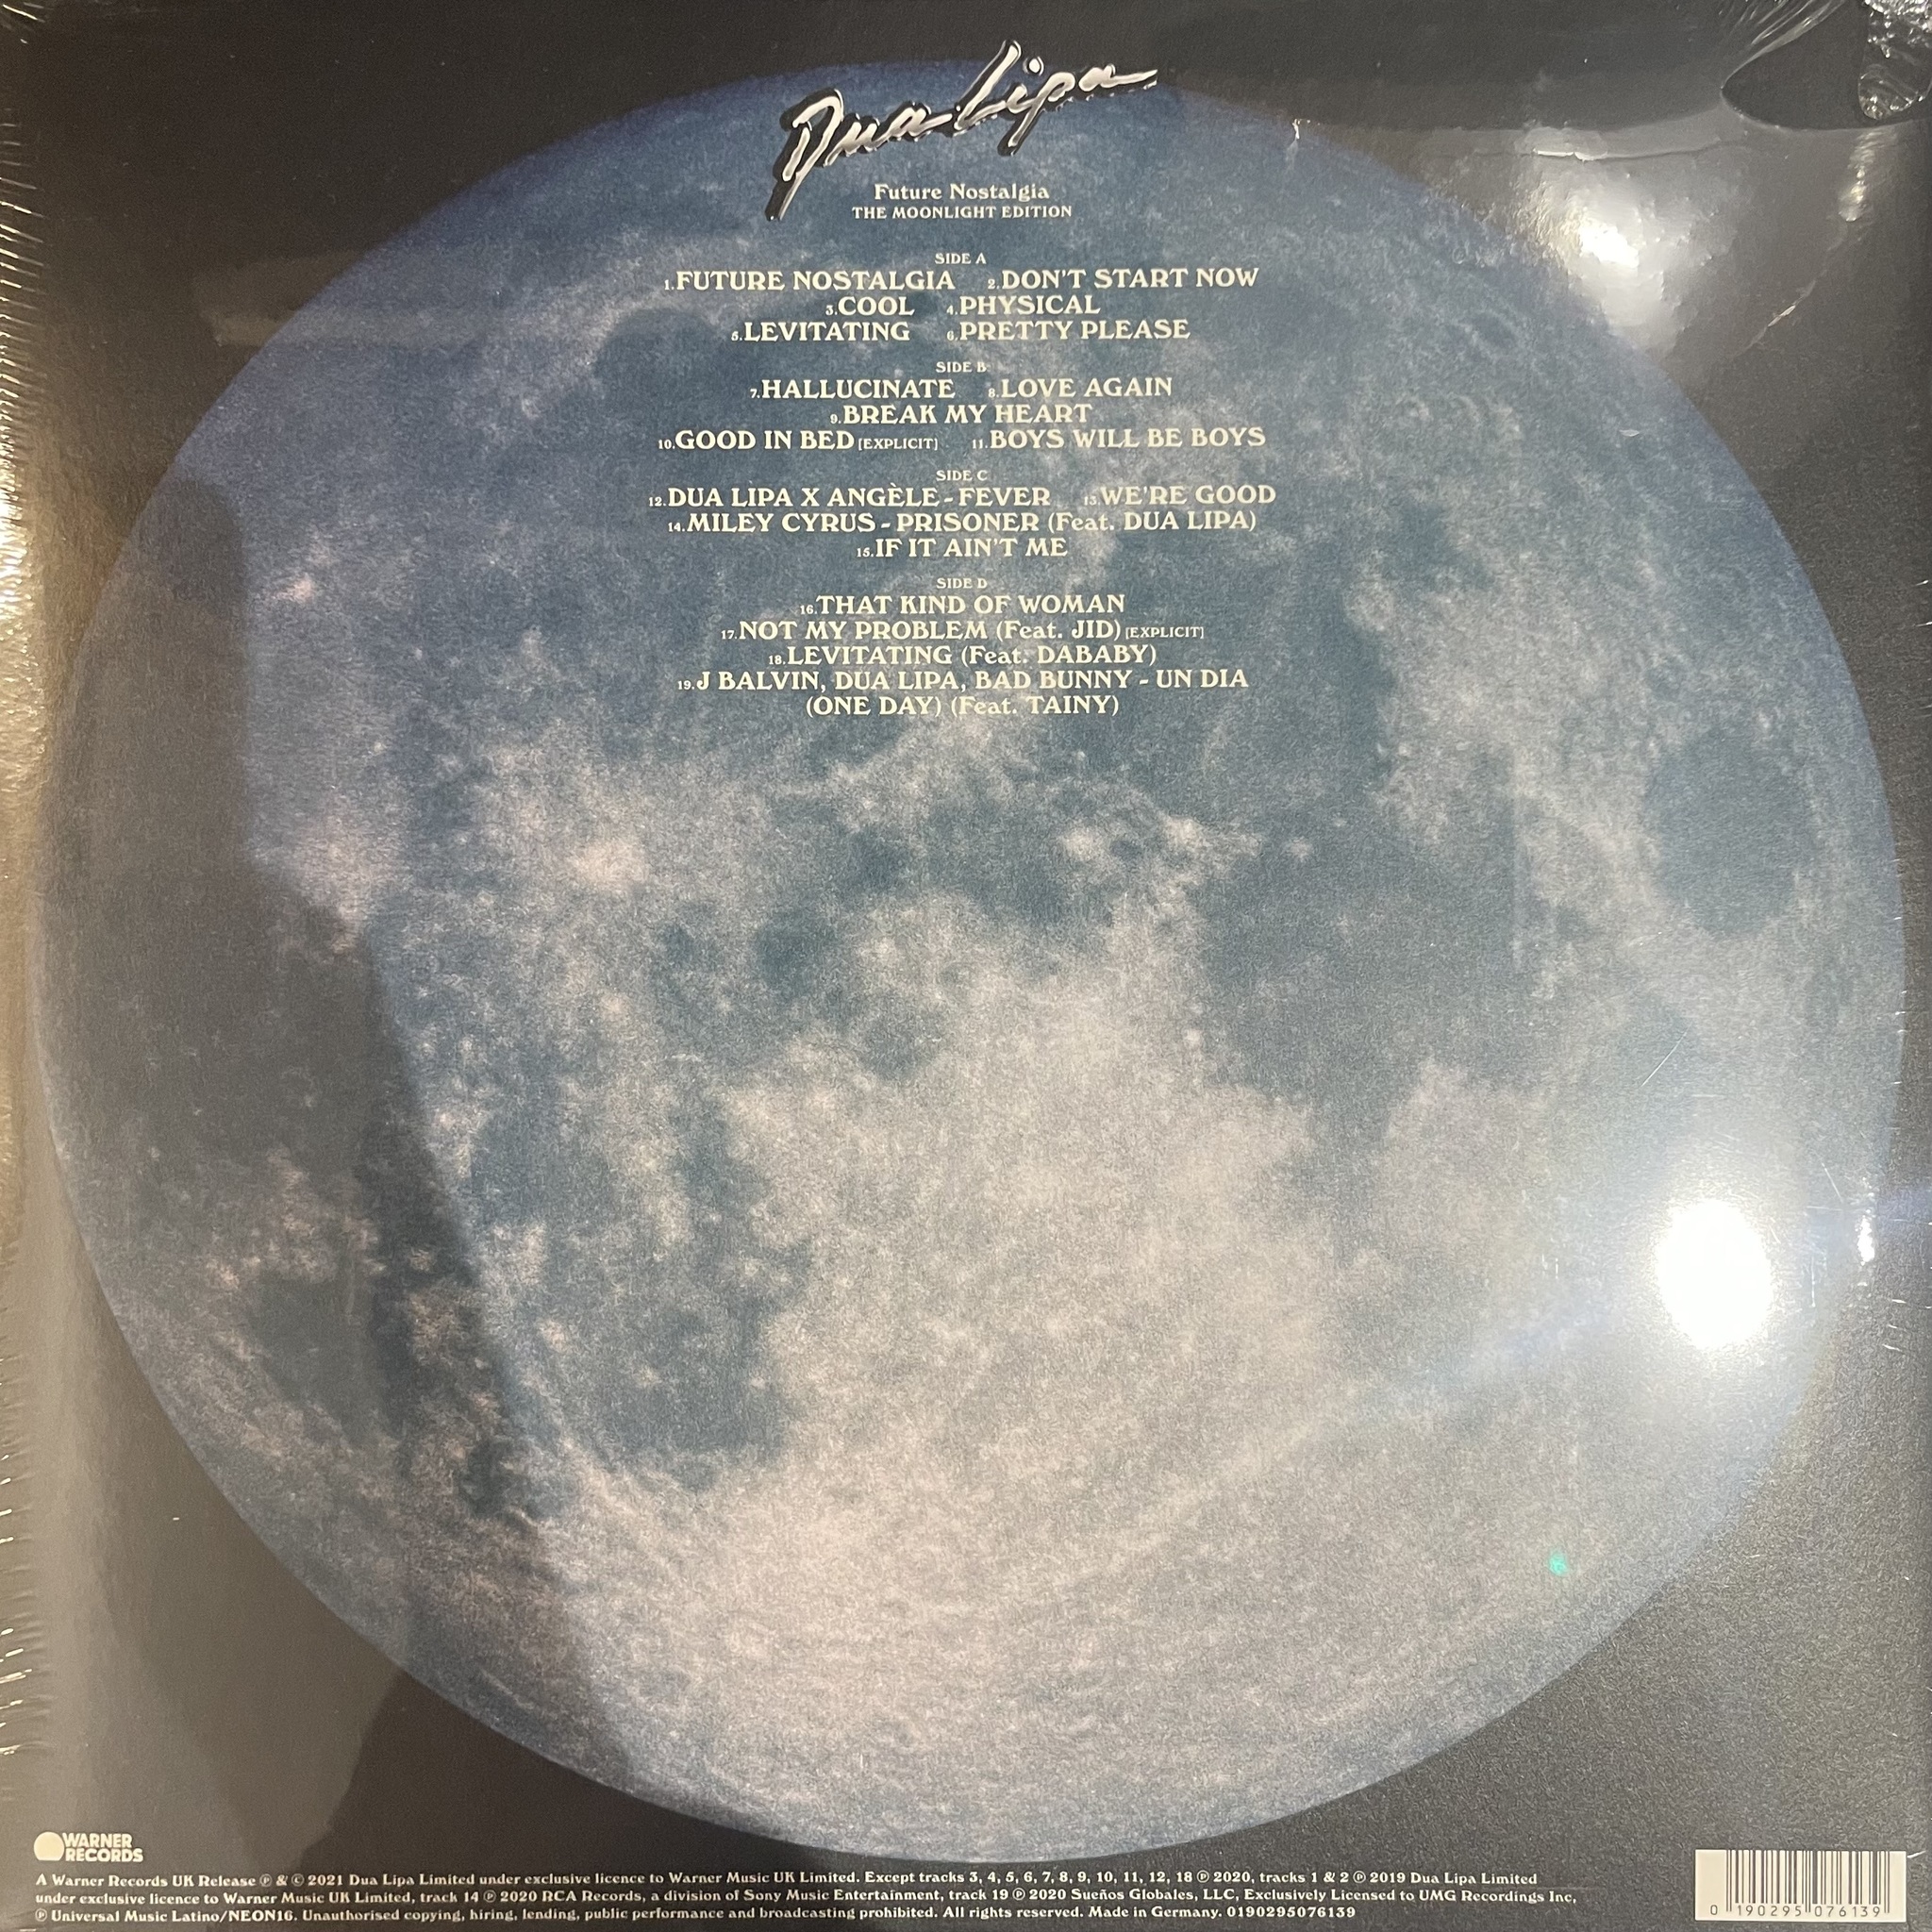 Dua Lipa
Future Nostalgia
THE MOONLIGHT EDITION
SIDE A
1.FUTURE NOSTALGIA 2.DON'T START NOW
3.COOL 4.PHYSICAL
5.LEVITATING 6.PRETTY PLEASE
SIDE B
7.HALLUCINATE 8.LOVE AGAIN
9.BREAK MY HEART
10.GOOD IN BED [EXPLICIT] 11.BOYS WILL BE BOYS
SIDE C
12.DUA LIPA X ANGÈLE - FEVER 13.WE'RE GOOD
14.MILEY CYRUS - PRISONER (Feat. DUA LIPA)
15.IF IT AIN'T ME
SIDE D
16.THAT KIND OF WOMAN
17.NOT MY PROBLEM (Feat. JID) [EXPLICIT]
18.LEVITATING (Feat. DABABY)
19.J BALVIN, DUA LIPA, BAD BUNNY - UN DIA
(ONE DAY) (Feat. TAINY)
WARNER
RECORDS
A Warner Records UK Release ℗ & © 2021 Dua Lipa Limited under exclusive licence to Warner Music UK Limited. Except tracks 3, 4, 5, 6, 7, 8, 9, 10, 11, 12, 18 ℗ 2020, tracks 1 & 2 ℗ 2019 Dua Lipa Limited
under exclusive licence to Warner Music UK Limited, track 14 ℗ 2020 RCA Records, a division of Sony Music Entertainment, track 19 ℗ 2020 Sueños Globales, LLC, Exclusively Licensed to UMG Recordings Inc,
℗ Universal Music Latino/NEON16. Unauthorised copying, hiring, lending, public performance and broadcasting prohibited. All rights reserved. Made in Germany. 0190295076139
0 190295 076139